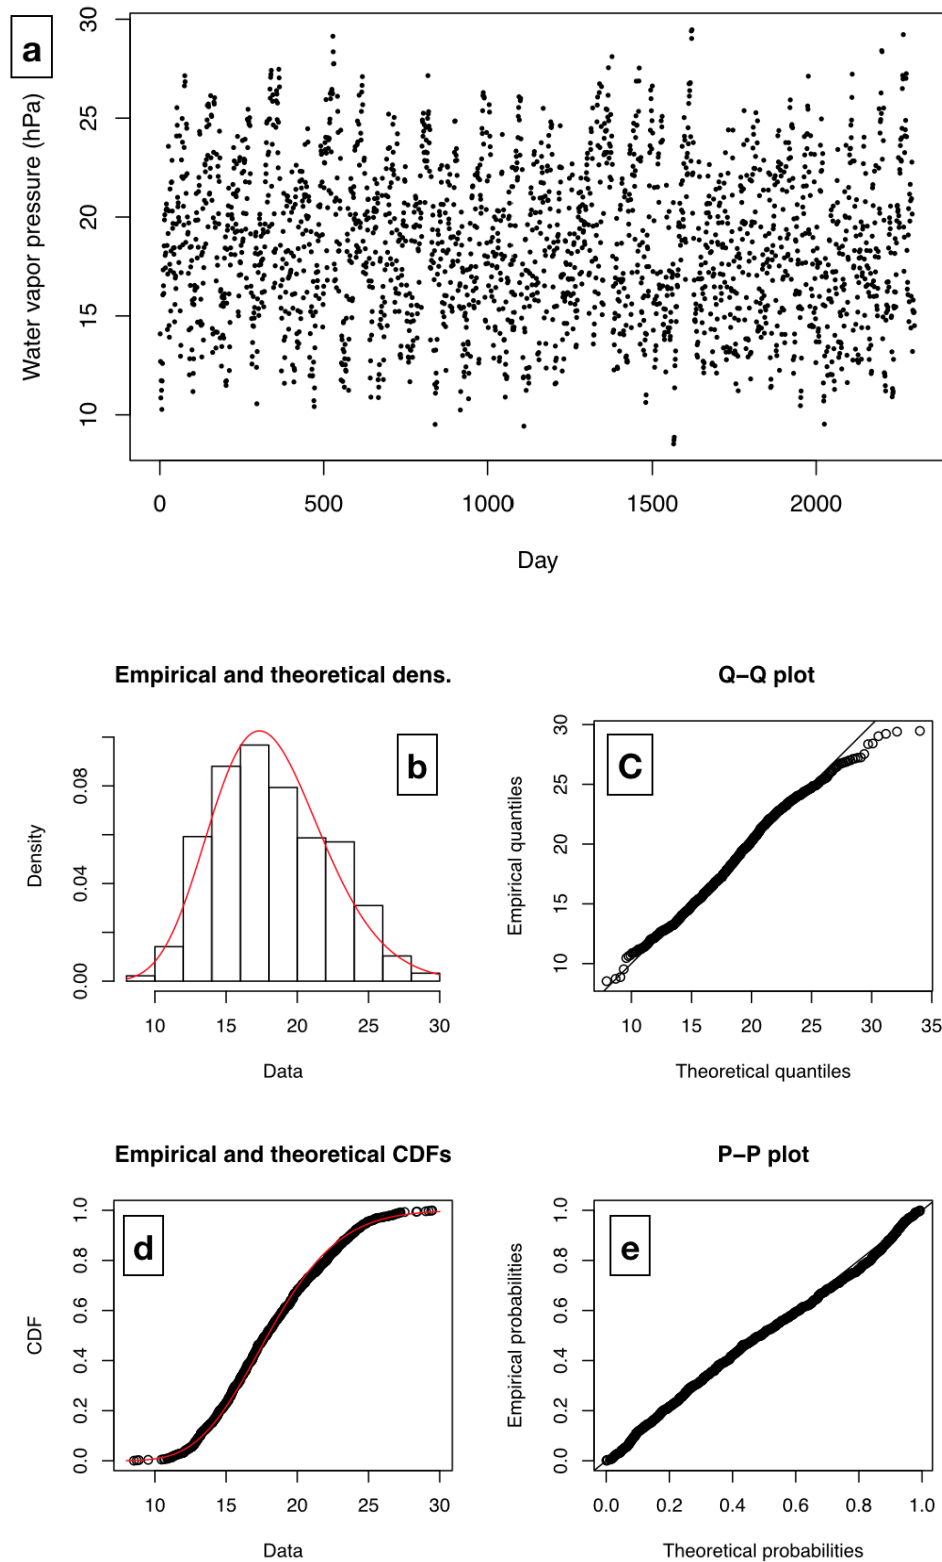 a
Water vapor pressure (hPa)
30
25
20
15
10
0 500 1000 1500 2000
Day
Empirical and theoretical dens.
b
Density
0.08
0.04
0.00
10 15 20 25 30
Data
Q–Q plot
C
Empirical quantiles
30
25
20
15
10
10 15 20 25 30 35
Theoretical quantiles
Empirical and theoretical CDFs
d
CDF
1.0
0.8
0.6
0.4
0.2
0.0
10 15 20 25 30
Data
P–P plot
e
Empirical probabilities
1.0
0.8
0.6
0.4
0.2
0.0
0.0 0.2 0.4 0.6 0.8 1.0
Theoretical probabilities